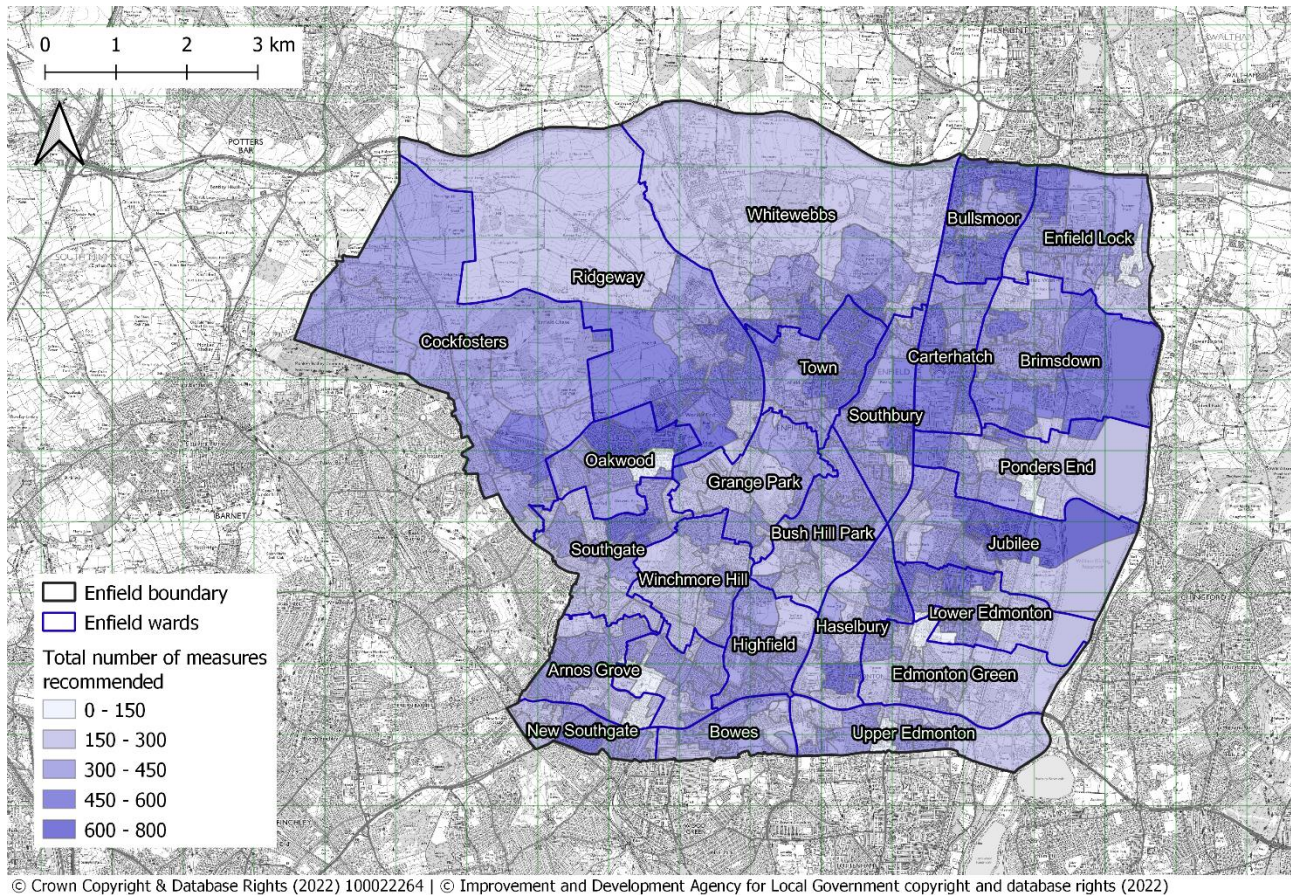 0 1 2 3 km
CHESHUNT
POTTERS
BAR
Whitewebbs
Bullsmoor
Enfield Lock
Ridgeway
Cockfosters
Town
Carterhatch
Brimsdown
Southbury
Oakwood
Ponders End
Grange Park
BARNET
Bush Hill Park
Jubilee
Southgate
Winchmore Hill
Lower Edmonton
Haselbury
Highfield
Arnos Grove
Edmonton Green
New Southgate
Bowes
Upper Edmonton
Enfield boundary
Enfield wards
Total number of measures
recommended
0 - 150
150 - 300
300 - 450
450 - 600
600 - 800
© Crown Copyright & Database Rights (2022) 100022264 | © Improvement and Development Agency for Local Government copyright and database rights (2022)